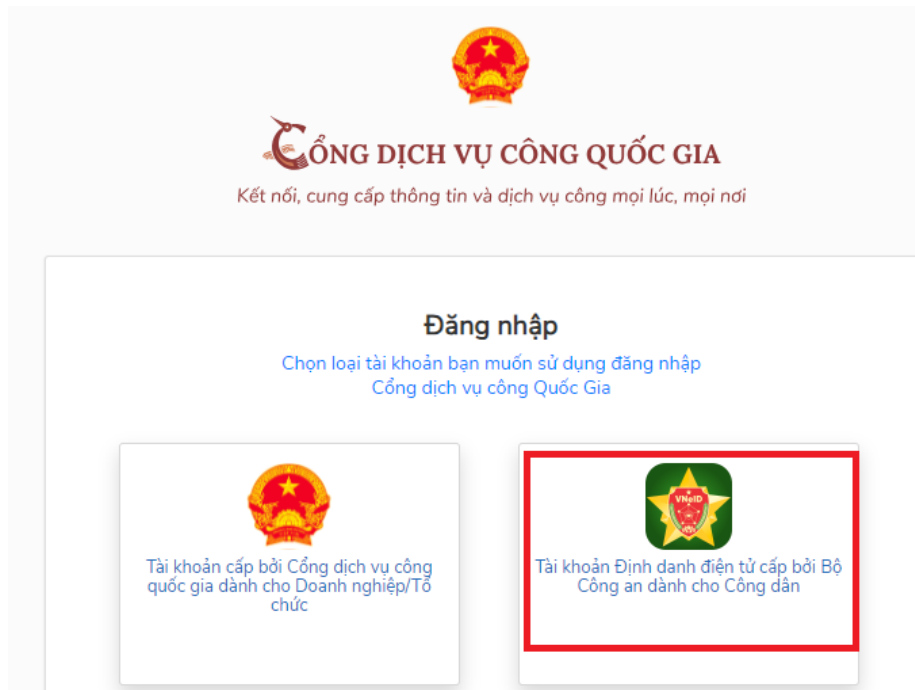 CỔNG DỊCH VỤ CÔNG QUỐC GIA
Kết nối, cung cấp thông tin và dịch vụ công mọi lúc, mọi nơi
Đăng nhập
Chọn loại tài khoản bạn muốn sử dụng đăng nhập
Cổng dịch vụ công Quốc Gia
Tài khoản cấp bởi Cổng dịch vụ công
quốc gia dành cho Doanh nghiệp/Tổ
chức
VNeID
Tài khoản Định danh điện tử cấp bởi Bộ
Công an dành cho Công dân